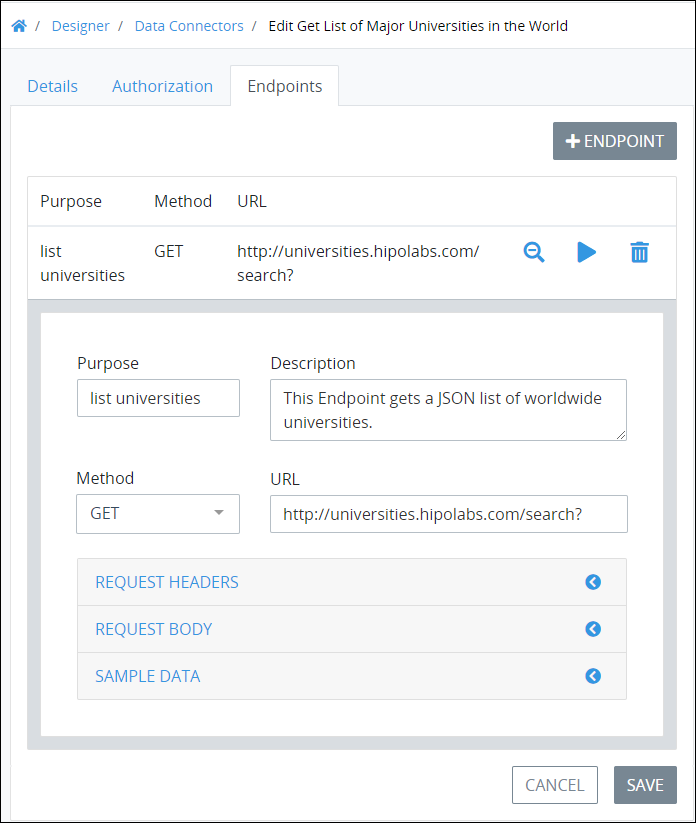 / Designer / Data Connectors / Edit Get List of Major Universities in the World
Details Authorization Endpoints
+ ENDPOINT
Purpose Method URL
list GET http://universities.hipolabs.com/
universities search?
Purpose Description
list universities This Endpoint gets a JSON list of worldwide
universities.
Method URL
GET http://universities.hipolabs.com/search?
REQUEST HEADERS
REQUEST BODY
SAMPLE DATA
CANCEL SAVE